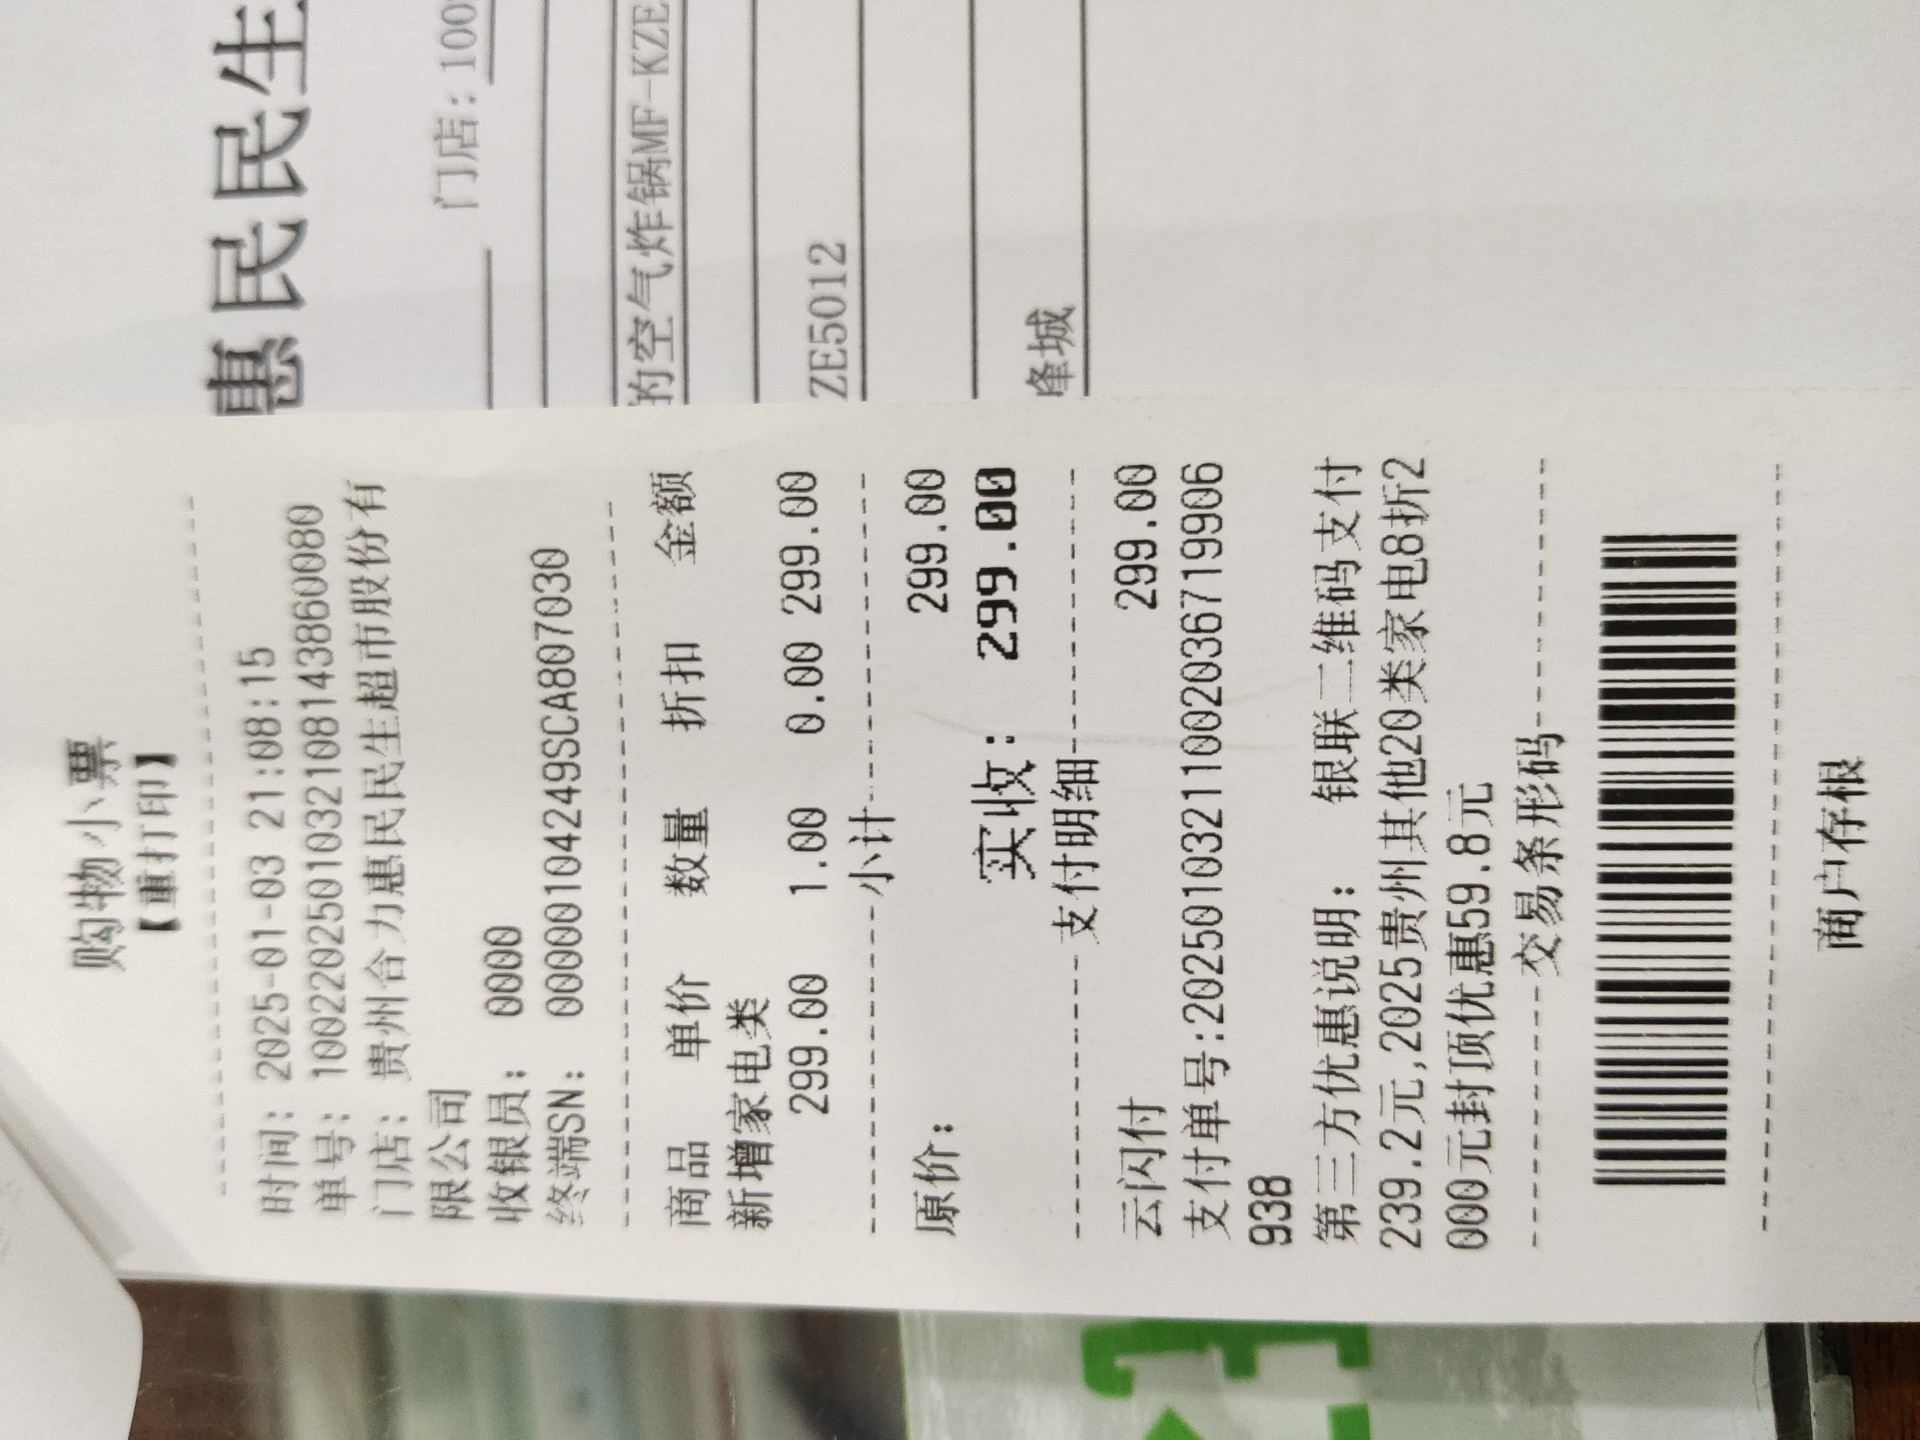 惠民民生
门店：100
的空气炸锅MF-KZE
ZE5012
峰城
购物小票
【重打印】
时间：2025-01-03 21:08:15
单号：100220250103210814386080
门店：贵州合力惠民民生超市股份有
限公司
收银员： 0000
终端SN： 00000104249SCA807030
商品 单价 数量 折扣 金额
新增家电类
299.00 1.00 0.00 299.00
小计
原价： 299.00
实收： 299.00
支付明细
云闪付 299.00
支付单号:20250103211002036719906
938
第三方优惠说明： 银联二维码支付
239.2元,2025贵州其他20类家电8折2
000元封顶优惠59.8元
交易条形码
商户存根